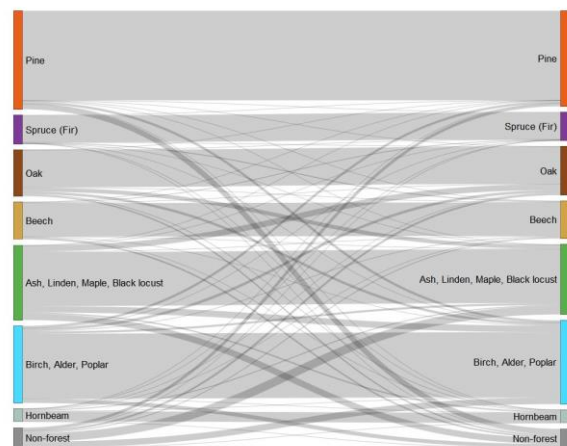 Pine
Pine
Spruce (Fir)
Spruce (Fir)
Oak
Oak
Beech
Beech
Ash, Linden, Maple, Black locust
Ash, Linden, Maple, Black locust
Birch, Alder, Poplar
Birch, Alder, Poplar
Hornbeam
Hornbeam
Non-forest
Non-forest